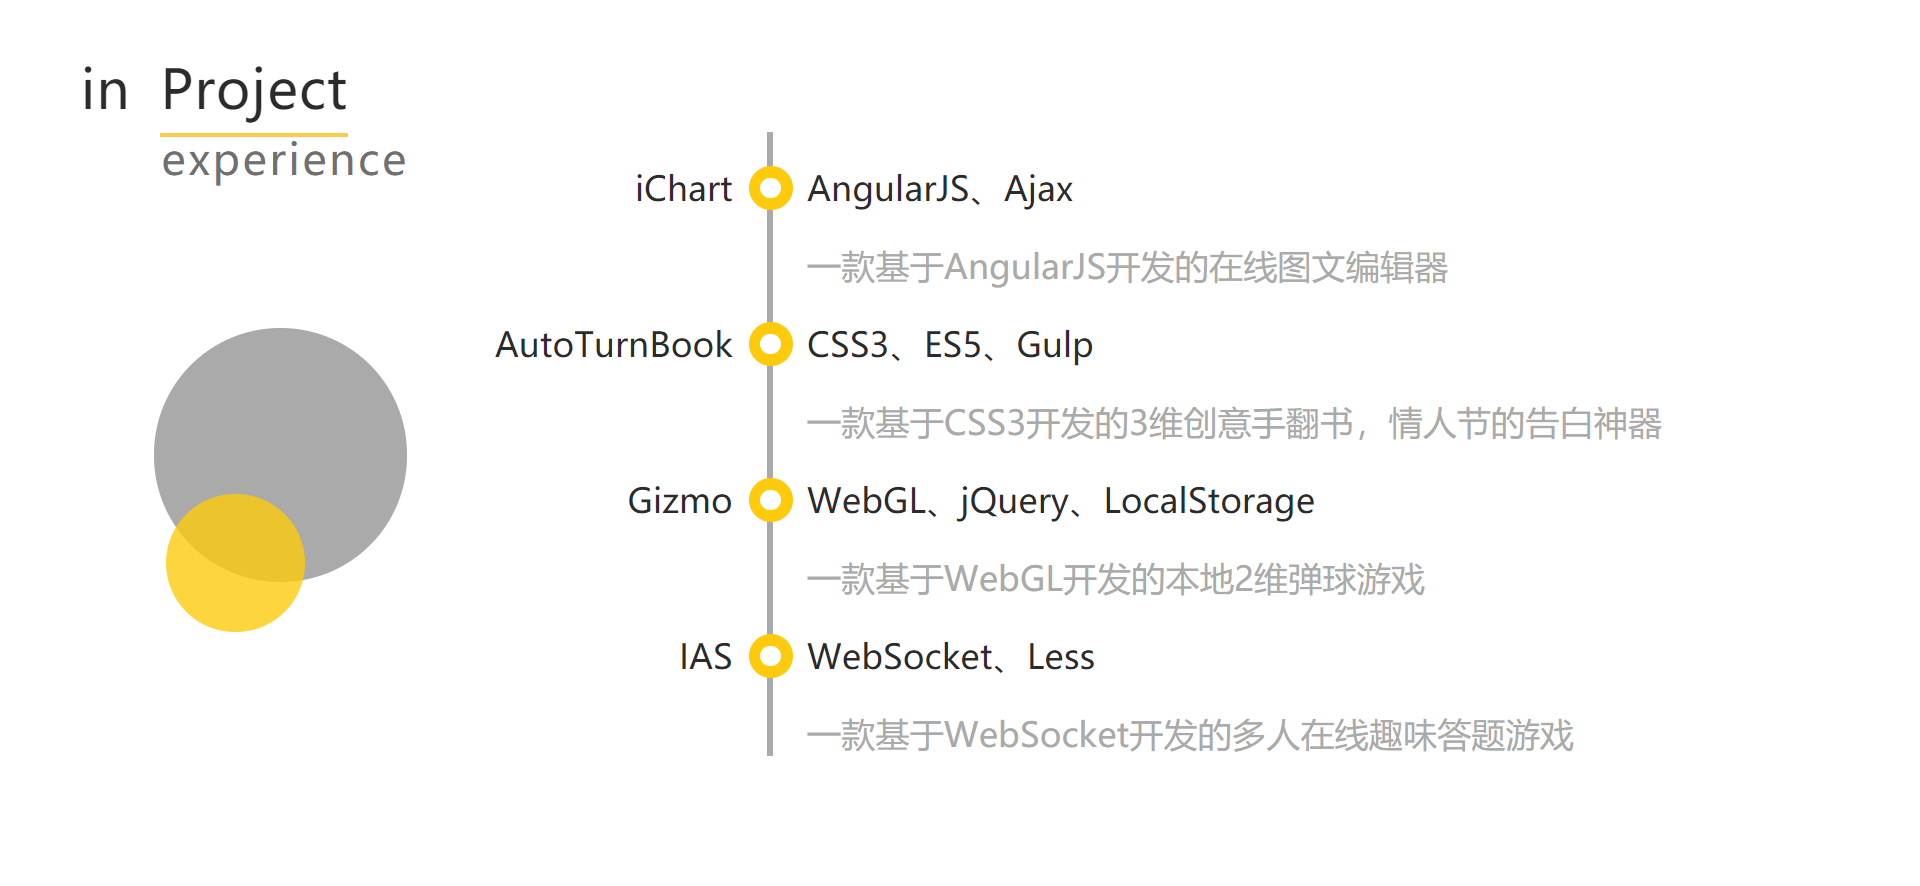 in Project
experience
iChart AngularJS、Ajax
一款基于AngularJS开发的在线图文编辑器
AutoTurnBook CSS3、ES5、Gulp
一款基于CSS3开发的3维创意手翻书，情人节的告白神器
Gizmo WebGL、jQuery、LocalStorage
一款基于WebGL开发的本地2维弹球游戏
IAS WebSocket、Less
一款基于WebSocket开发的多人在线趣味答题游戏